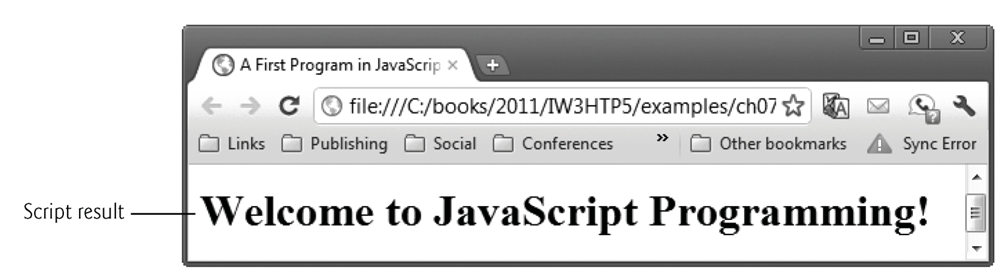 A First Program in JavaScrip
file:///C:/books/2011/IW3HTP5/examples/ch07
Links Publishing Social Conferences » Other bookmarks Sync Error
Script result
Welcome to JavaScript Programming!